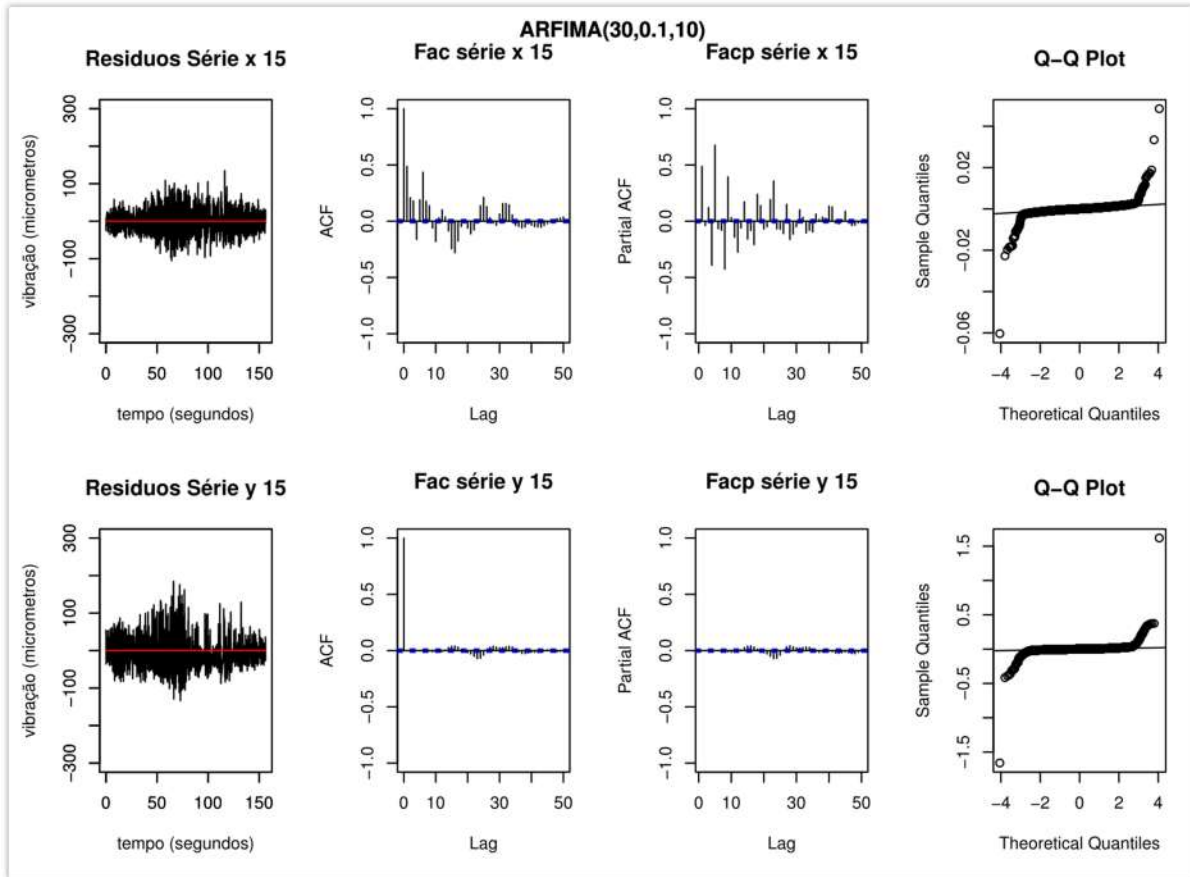 ARFIMA(30,0.1,10)
Residuos Série x 15
vibração (micrometros)
300
100
−100
−300
0 50 100 150
tempo (segundos)
Fac série x 15
ACF
1.0
0.5
0.0
−0.5
−1.0
0 10 30 50
Lag
Facp série x 15
Partial ACF
1.0
0.5
0.0
−0.5
−1.0
0 10 30 50
Lag
Q−Q Plot
Sample Quantiles
0.02
−0.02
−0.06
−4 −2 0 2 4
Theoretical Quantiles
Residuos Série y 15
vibração (micrometros)
300
100
−100
−300
0 50 100 150
tempo (segundos)
Fac série y 15
ACF
1.0
0.5
0.0
−0.5
−1.0
0 10 30 50
Lag
Facp série y 15
Partial ACF
1.0
0.5
0.0
−0.5
−1.0
0 10 30 50
Lag
Q−Q Plot
Sample Quantiles
1.5
0.5
−0.5
−1.5
−4 −2 0 2 4
Theoretical Quantiles